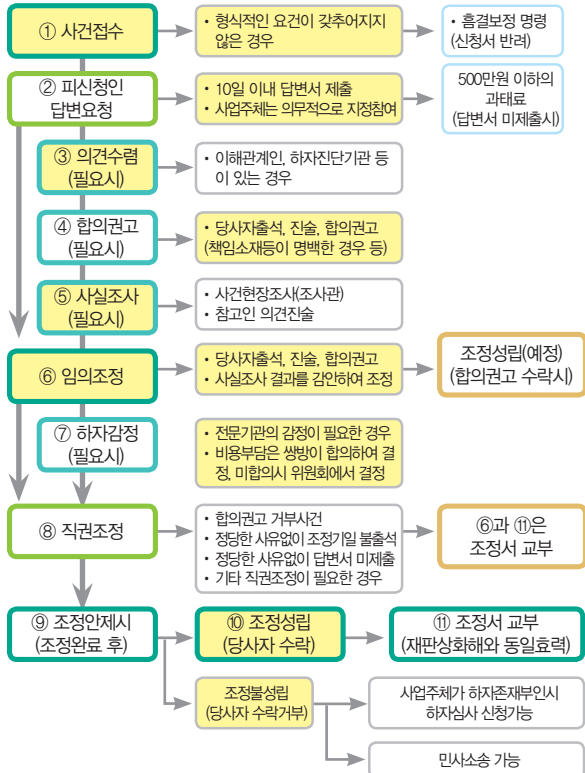 ① 사건접수
• 형식적인 요건이 갖추어지지
않은 경우
• 흠결보정 명령
(신청서 반려)
② 피신청인
답변요청
• 10일 이내 답변서 제출
• 사업주체는 의무적으로 지정참여
500만원 이하의
과태료
(답변서 미제출시)
③ 의견수렴
(필요시)
• 이해관계인, 하자진단기관 등
이 있는 경우
④ 합의권고
(필요시)
• 당사자출석, 진술, 합의권고
(책임소재등이 명백한 경우 등)
⑤ 사실조사
(필요시)
• 사건현장조사(조사관)
• 참고인 의견진술
⑥ 임의조정
• 당사자출석, 진술, 합의권고
• 사실조사 결과를 감안하여 조정
조정성립(예정)
(합의권고 수락시)
⑦ 하자감정
(필요시)
• 전문기관의 감정이 필요한 경우
• 비용부담은 쌍방이 합의하여 결
정, 미합의시 위원회에서 결정
⑧ 직권조정
• 합의권고 거부사건
• 정당한 사유없이 조정기일 불출석
• 정당한 사유없이 답변서 미제출
• 기타 직권조정이 필요한 경우
⑥과 ⑪은
조정서 교부
⑨ 조정안제시
(조정완료 후)
⑩ 조정성립
(당사자 수락)
⑪ 조정서 교부
(재판상화해와 동일효력)
조정불성립
(당사자 수락거부)
사업주체가 하자존재부인시
하자심사 신청가능
민사소송 가능